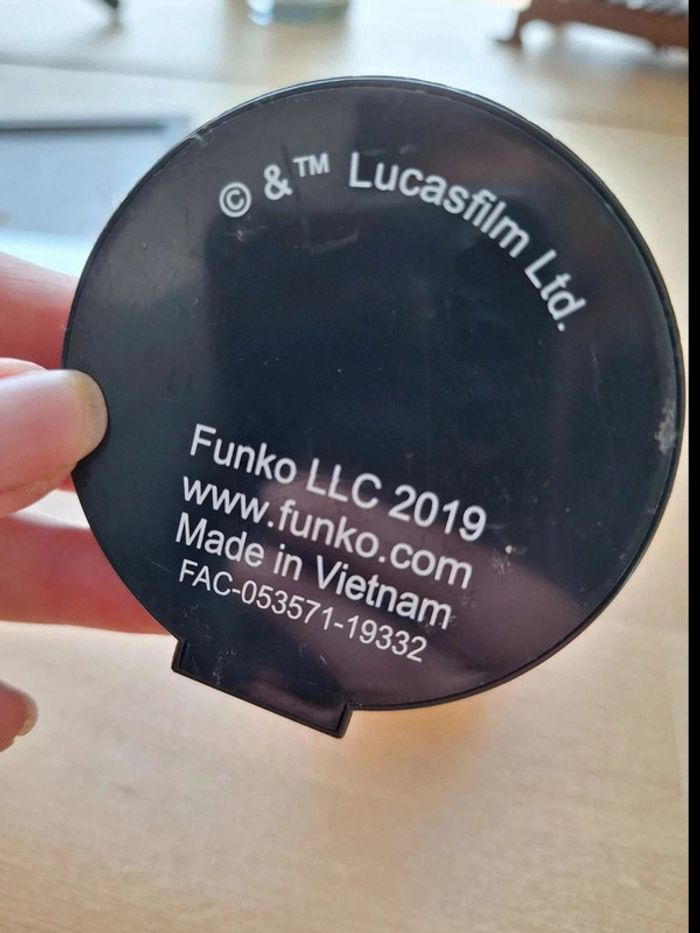 © & ™ Lucasfilm Ltd.
Funko LLC 2019
www.funko.com
Made in Vietnam
FAC-053571-19332